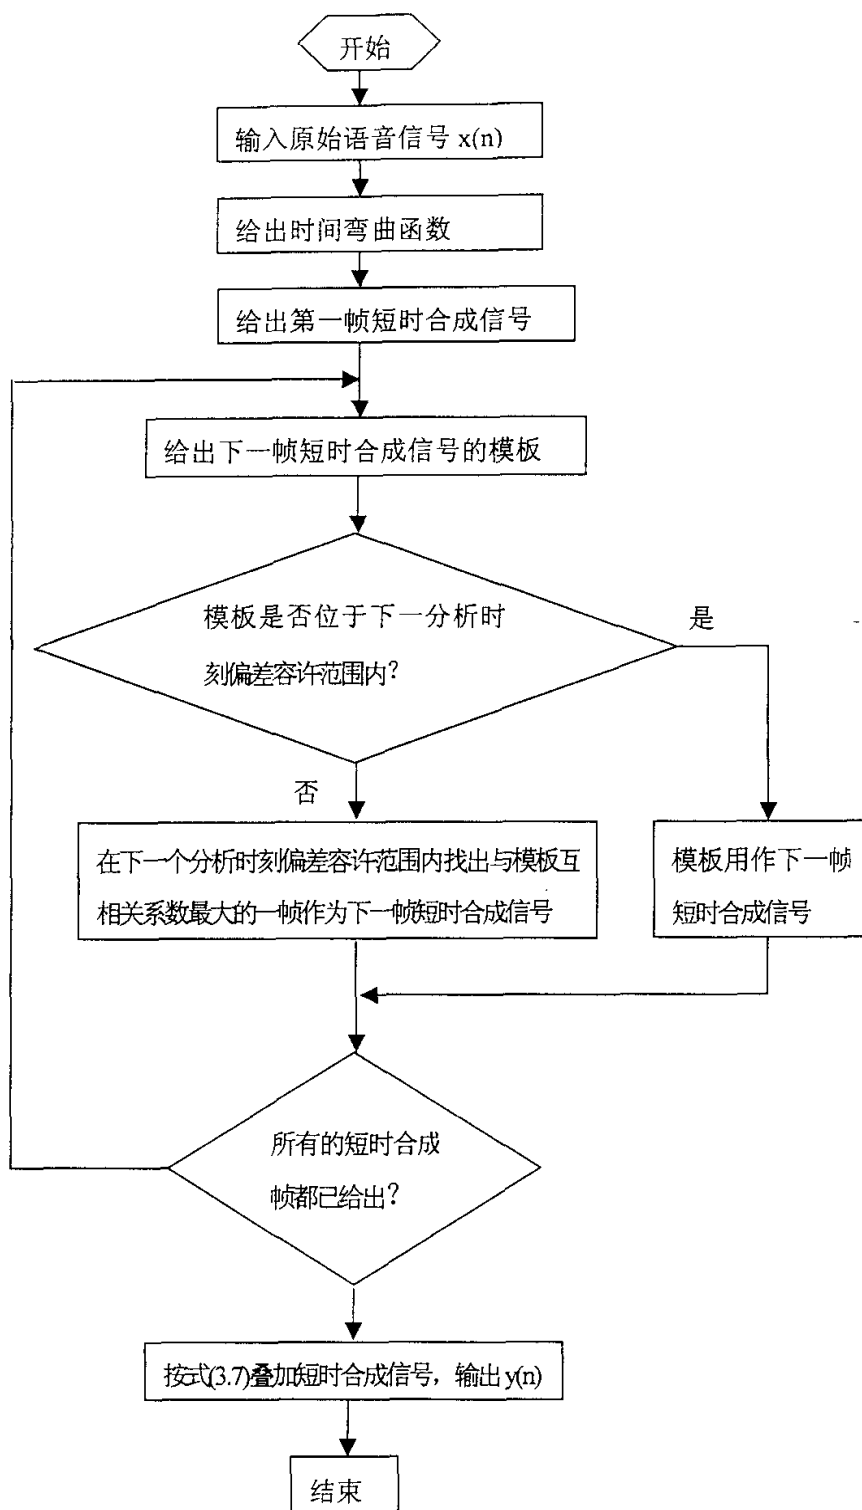 开始
输入原始语音信号 x(n)
给出时间弯曲函数
给出第一帧短时合成信号
给出下一帧短时合成信号的模板
模板是否位于下一分析时
刻偏差容许范围内？
是
否
在下一个分析时刻偏差容许范围内找出与模板互
相关系数最大的一帧作为下一帧短时合成信号
模板用作下一帧
短时合成信号
所有的短时合成
帧都已给出？
按式(3.7)叠加短时合成信号，输出 y(n)
结束